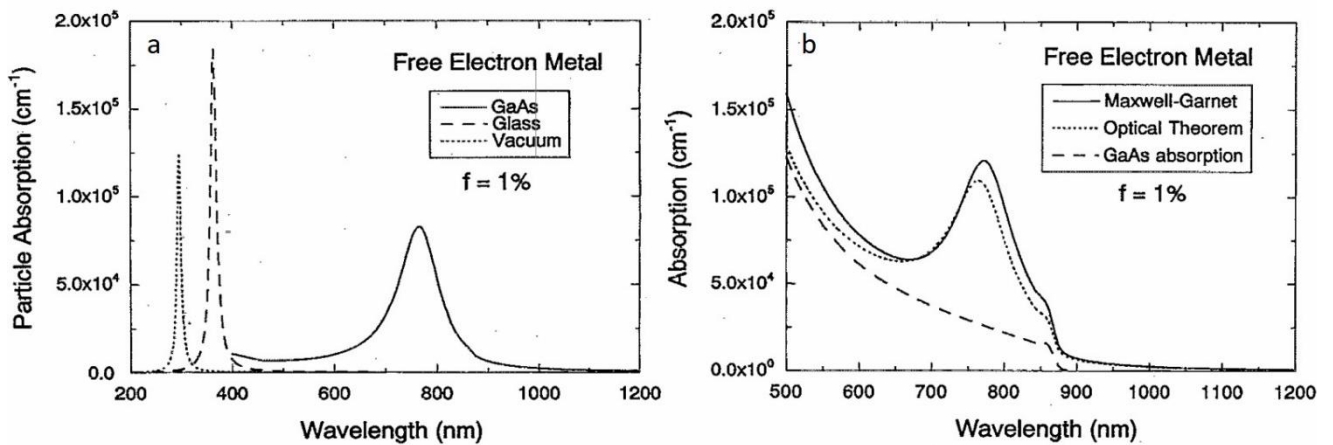 a
Free Electron Metal
GaAs
Glass
Vacuum
f = 1%
Particle Absorption (cm-1)
2.0x10⁵
1.5x10⁵
1.0x10⁵
5.0x10⁴
0.0
200 400 600 800 1000 1200
Wavelength (nm)
b
Free Electron Metal
Maxwell-Garnet
Optical Theorem
GaAs absorption
f = 1%
Absorption (cm-1)
2.0x10⁵
1.5x10⁵
1.0x10⁵
5.0x10⁴
0.0x10⁰
500 600 700 800 900 1000 1100 1200
Wavelength (nm)